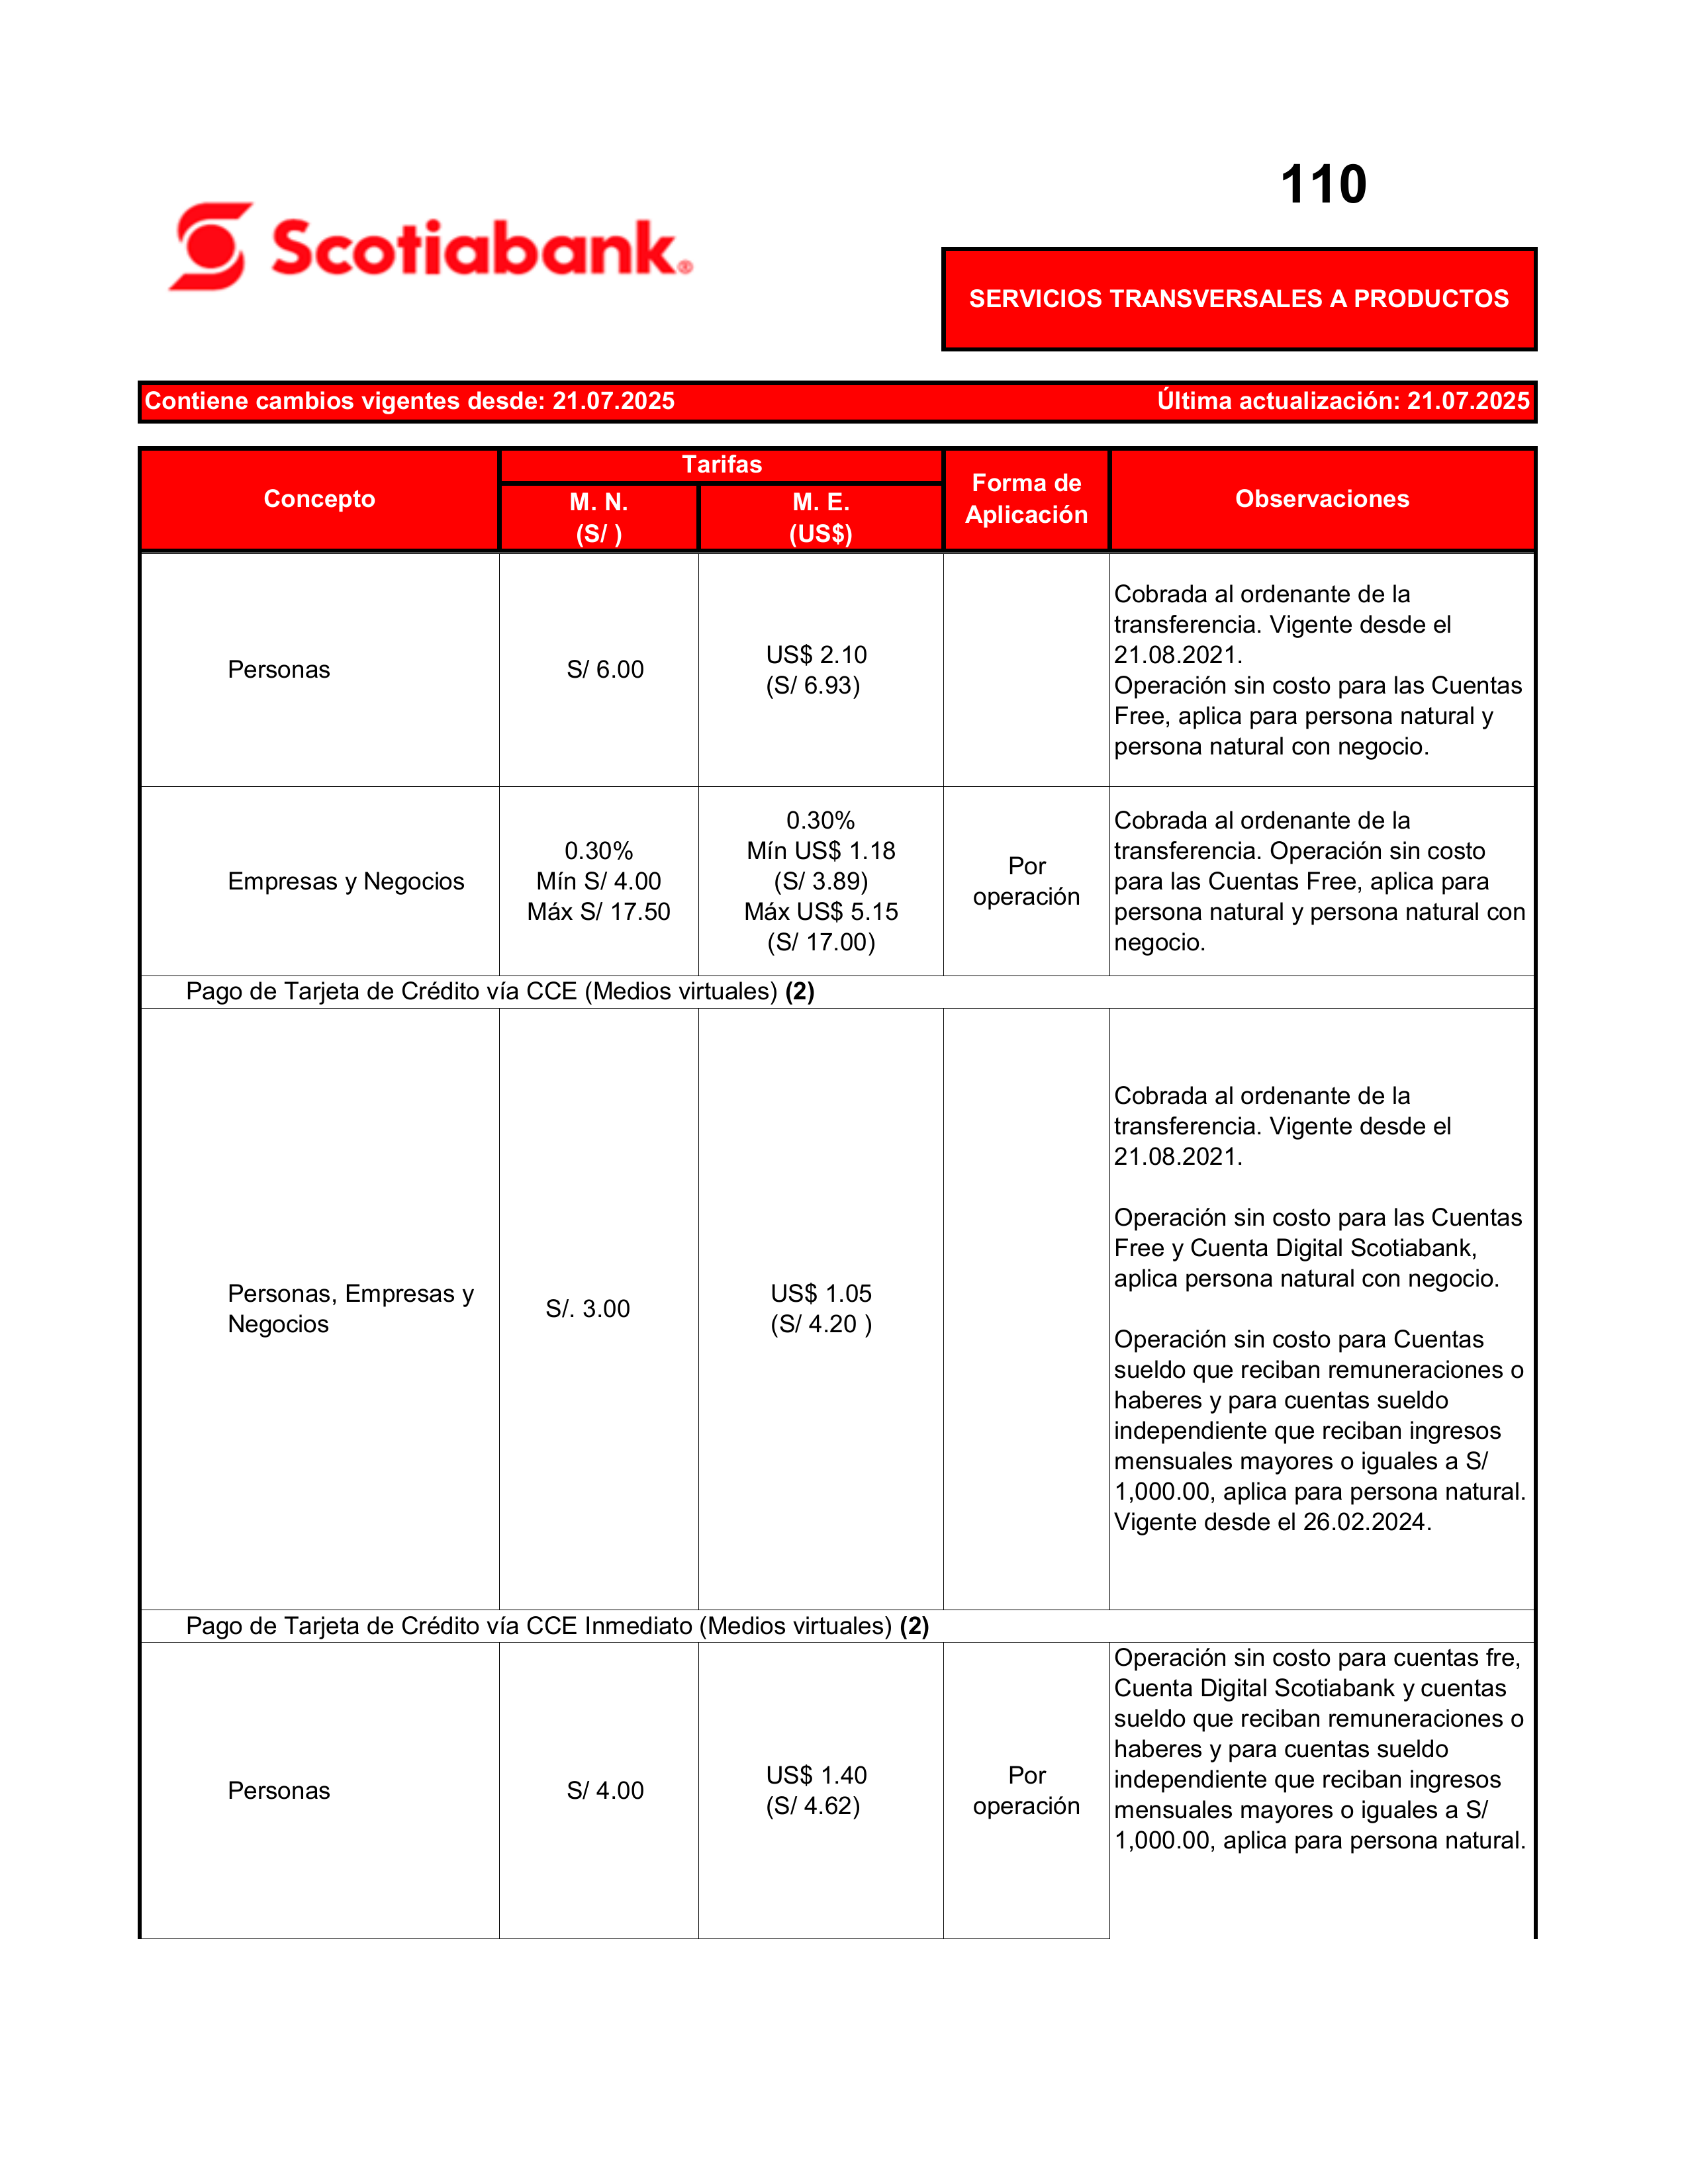 110
Scotiabank®
SERVICIOS TRANSVERSALES A PRODUCTOS
Contiene cambios vigentes desde: 21.07.2025 Última actualización: 21.07.2025
Concepto
Tarifas
M. N.
(S/ )
M. E.
(US$)
Forma de
Aplicación
Observaciones
Personas
S/ 6.00
US$ 2.10
(S/ 6.93)
Cobrada al ordenante de la
transferencia. Vigente desde el
21.08.2021.
Operación sin costo para las Cuentas
Free, aplica para persona natural y
persona natural con negocio.
Empresas y Negocios
0.30%
Mín S/ 4.00
Máx S/ 17.50
0.30%
Mín US$ 1.18
(S/ 3.89)
Máx US$ 5.15
(S/ 17.00)
Por
operación
Cobrada al ordenante de la
transferencia. Operación sin costo
para las Cuentas Free, aplica para
persona natural y persona natural con
negocio.
Pago de Tarjeta de Crédito vía CCE (Medios virtuales) (2)
Personas, Empresas y
Negocios
S/. 3.00
US$ 1.05
(S/ 4.20 )
Cobrada al ordenante de la
transferencia. Vigente desde el
21.08.2021.
Operación sin costo para las Cuentas
Free y Cuenta Digital Scotiabank,
aplica persona natural con negocio.
Operación sin costo para Cuentas
sueldo que reciban remuneraciones o
haberes y para cuentas sueldo
independiente que reciban ingresos
mensuales mayores o iguales a S/
1,000.00, aplica para persona natural.
Vigente desde el 26.02.2024.
Pago de Tarjeta de Crédito vía CCE Inmediato (Medios virtuales) (2)
Personas
S/ 4.00
US$ 1.40
(S/ 4.62)
Por
operación
Operación sin costo para cuentas fre,
Cuenta Digital Scotiabank y cuentas
sueldo que reciban remuneraciones o
haberes y para cuentas sueldo
independiente que reciban ingresos
mensuales mayores o iguales a S/
1,000.00, aplica para persona natural.